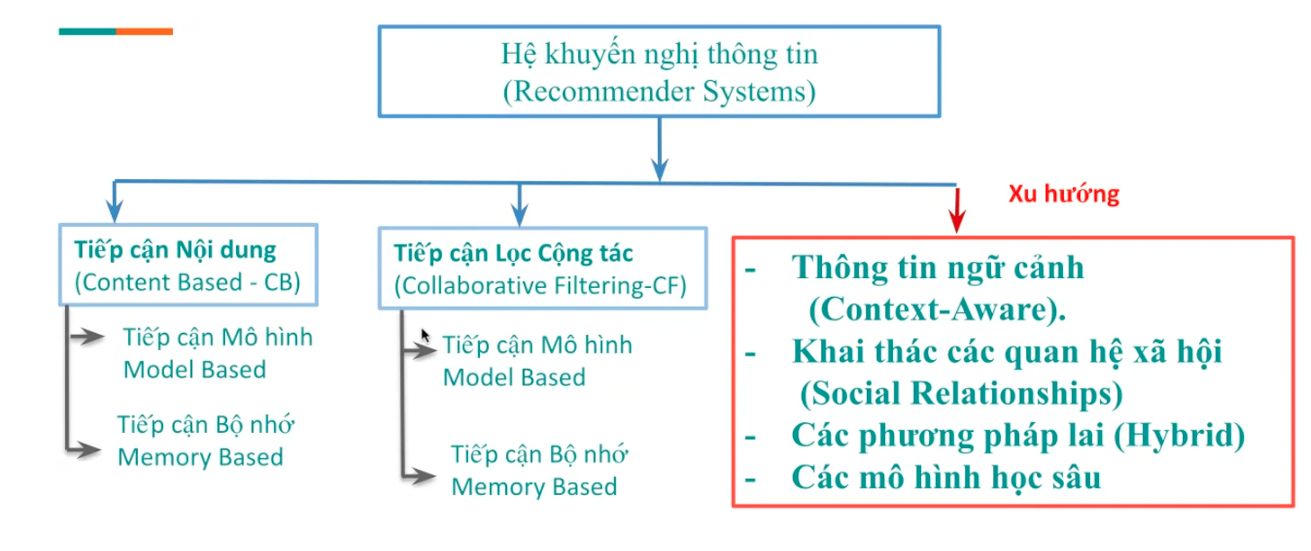 Hệ khuyến nghị thông tin
(Recommender Systems)
Xu hướng
Tiếp cận Nội dung
(Content Based - CB)
Tiếp cận Mô hình
Model Based
Tiếp cận Bộ nhớ
Memory Based
Tiếp cận Lọc Cộng tác
(Collaborative Filtering-CF)
Tiếp cận Mô hình
Model Based
Tiếp cận Bộ nhớ
Memory Based
- Thông tin ngữ cảnh
(Context-Aware).
- Khai thác các quan hệ xã hội
(Social Relationships)
- Các phương pháp lai (Hybrid)
- Các mô hình học sâu